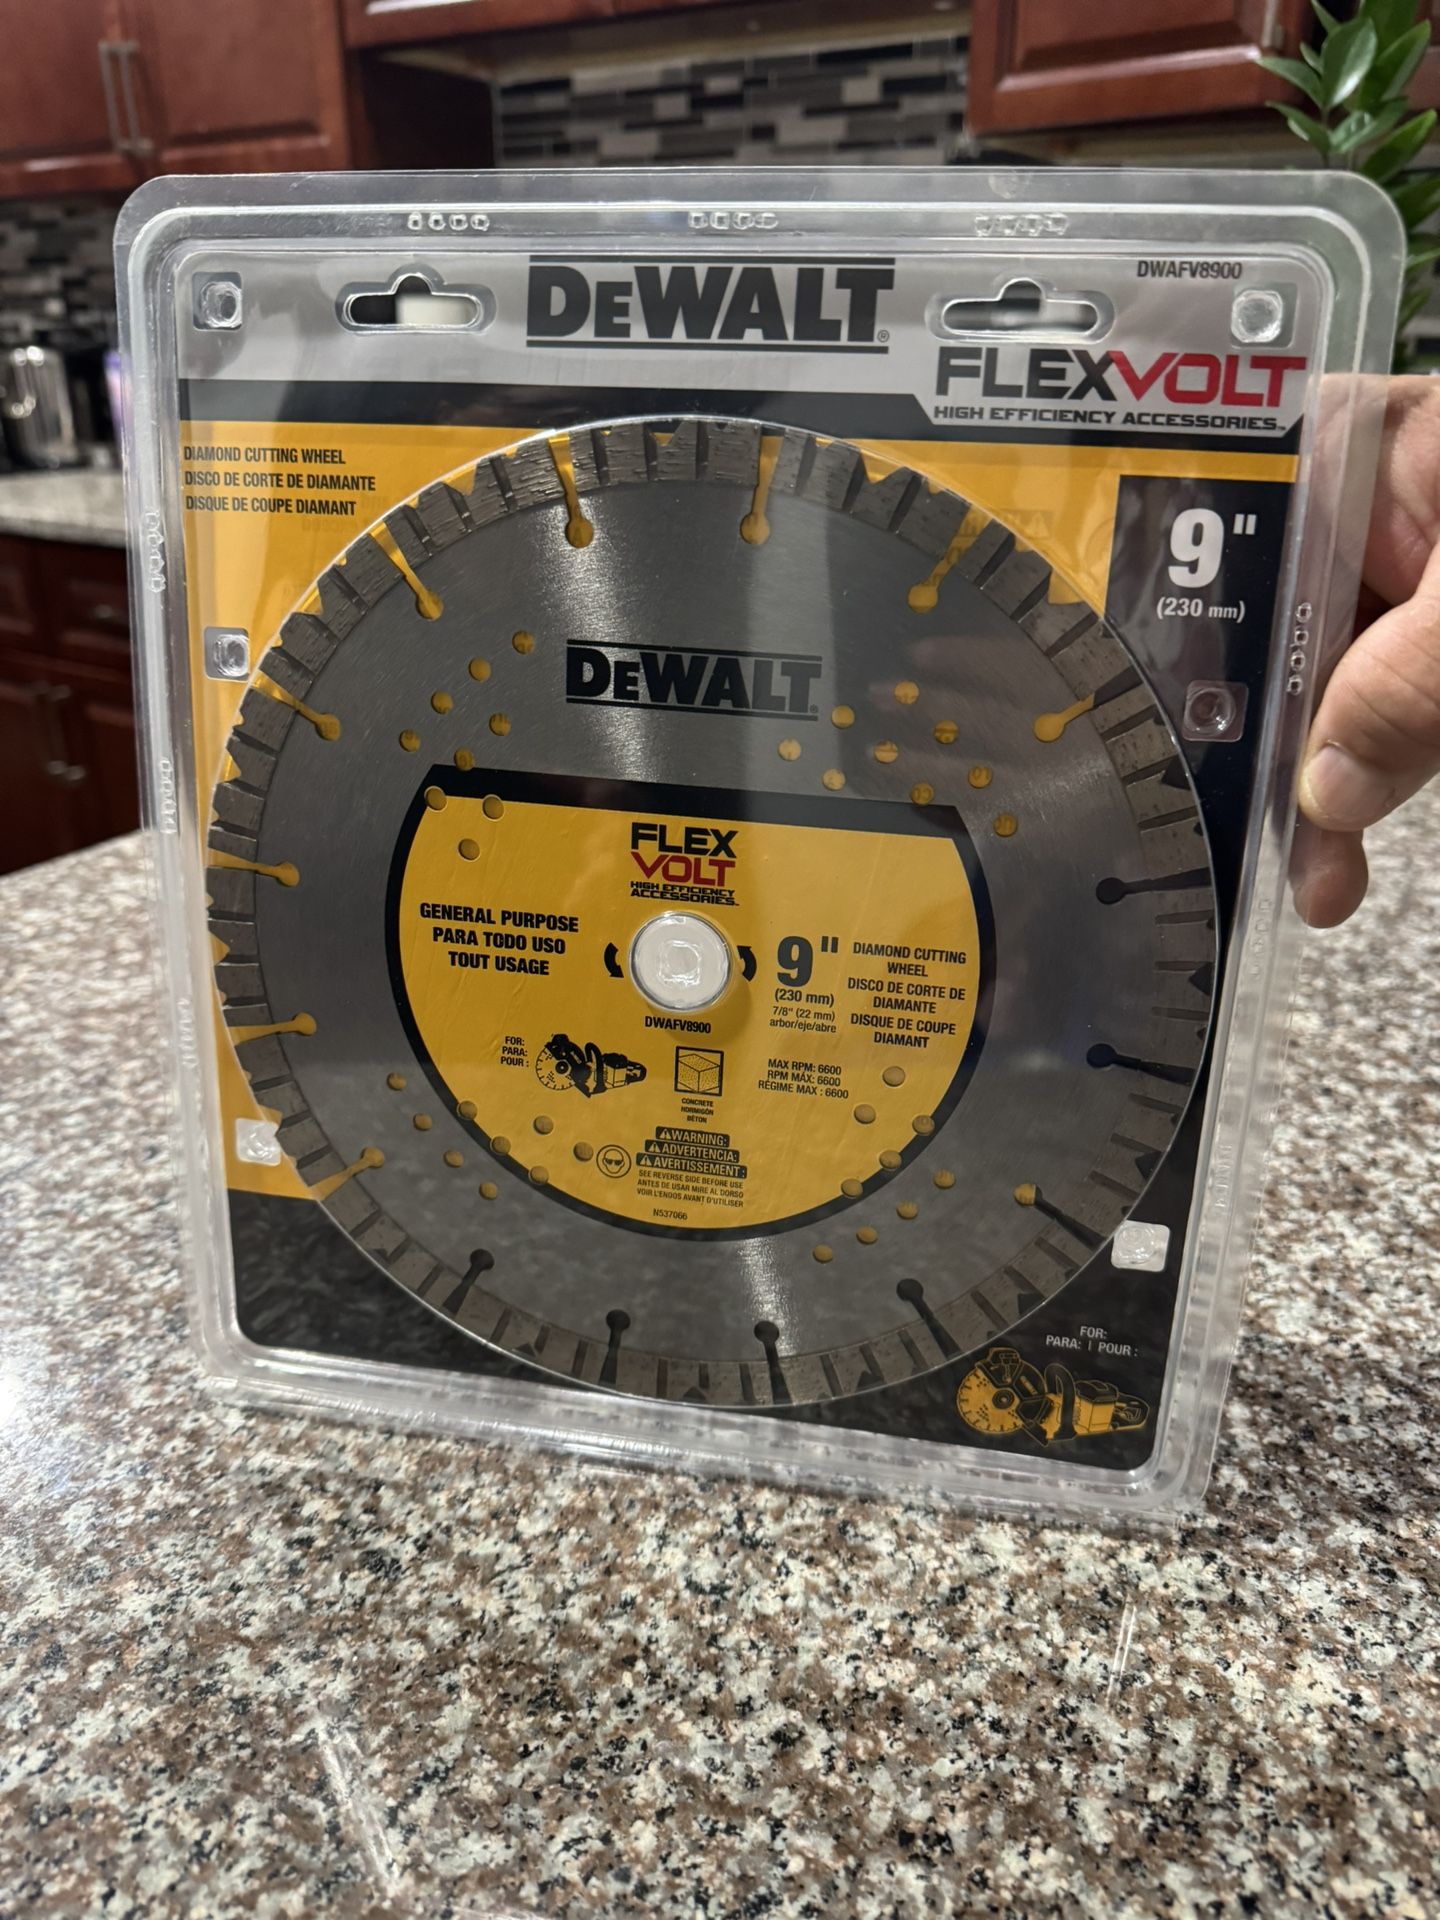 DEWALT®
DWAFV8900
FLEXVOLT
HIGH EFFICIENCY ACCESSORIES™
DIAMOND CUTTING WHEEL
DISCO DE CORTE DE DIAMANTE
DISQUE DE COUPE DIAMANT
9"
(230 mm)
DEWALT®
FLEX
VOLT
HIGH EFFICIENCY
ACCESSORIES™
GENERAL PURPOSE
PARA TODO USO
TOUT USAGE
9"
(230 mm)
7/8" (22 mm)
arbor/eje/abre
DIAMOND CUTTING
WHEEL
DISCO DE CORTE DE
DIAMANTE
DISQUE DE COUPE
DIAMANT
DWAFV8900
FOR:
PARA:
POUR :
CONCRETE
HORMIGÓN
BÉTON
MAX RPM: 6600
RPM MÁX: 6600
RÉGIME MAX : 6600
WARNING:
ADVERTENCIA:
AVERTISSEMENT :
SEE REVERSE SIDE BEFORE USE
ANTES DE USAR MIRE AL DORSO
VOIR L'ENDOS AVANT D'UTILISER
N537066
FOR:
PARA: | POUR :